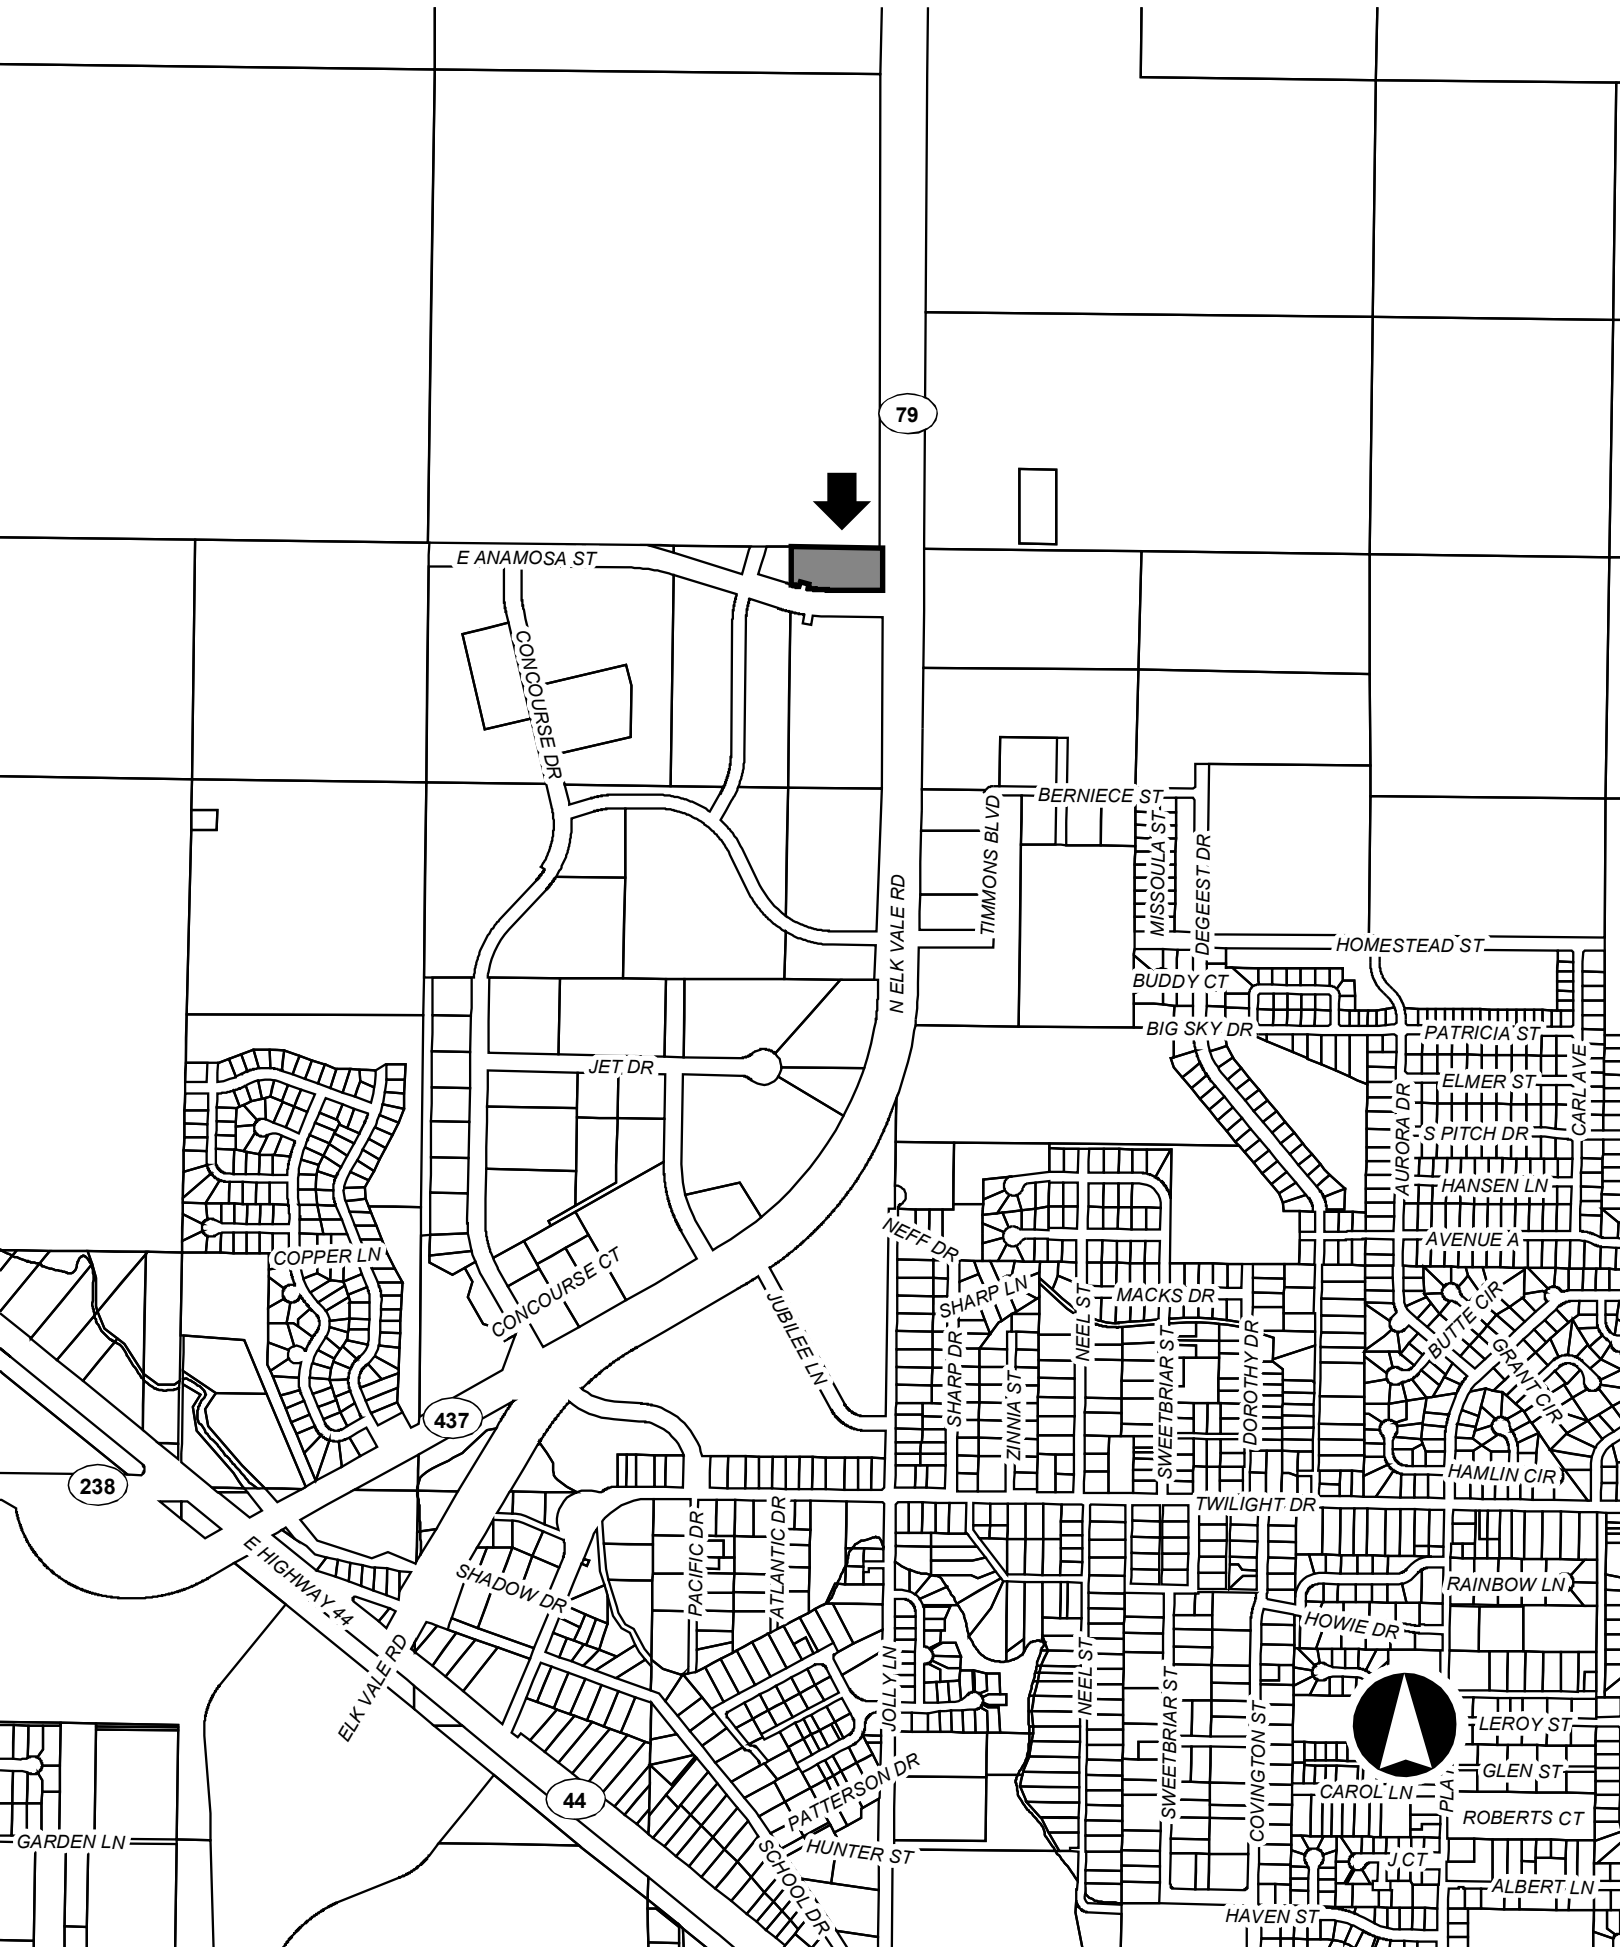 79
E ANAMOSA ST
CONCOURSE DR
BERNIECE ST
TIMMONS BLVD
MISSOULA ST
DEGEEST DR
N ELK VALE RD
HOMESTEAD ST
BUDDY CT
BIG SKY DR
PATRICIA ST
JET DR
ELMER ST
CARL AVE
AURORA DR
S PITCH DR
HANSEN LN
NEFF DR
AVENUE A
COPPER LN
CONCOURSE CT
SHARP LN
MACKS DR
JUBILEE LN
NEEL ST
BUTTE CIR
SHARP DR
SWEETBRIAR ST
DOROTHY DR
GRANT CIR
ZINNIA ST
437
HAMLIN CIR
238
TWILIGHT DR
E HIGHWAY 44
PACIFIC DR
ATLANTIC DR
SHADOW DR
RAINBOW LN
HOWIE DR
ELK VALE RD
JOLLY LN
NEEL ST
SWEETBRIAR ST
COVINGTON ST
LEROY ST
PATTERSON DR
GLEN ST
CAROL LN
PLA
44
ROBERTS CT
GARDEN LN
HUNTER ST
SCHOOL DR
J CT
ALBERT LN
HAVEN ST